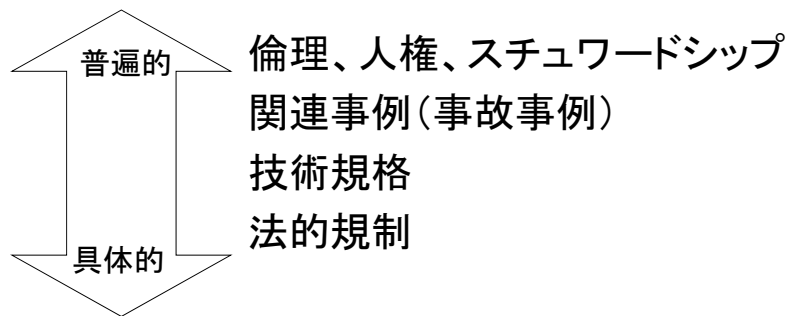 普遍的
倫理、人権、スチュワードシップ
関連事例(事故事例)
技術規格
法的規制
具体的